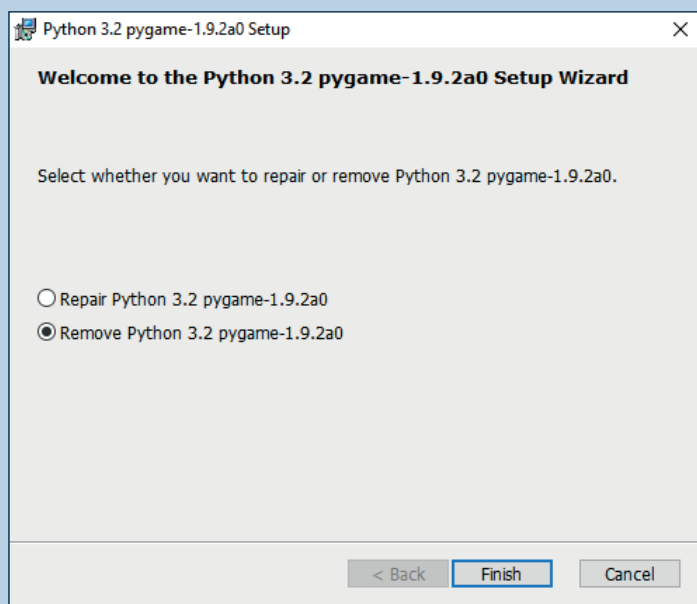 Python 3.2 pygame-1.9.2a0 Setup
Welcome to the Python 3.2 pygame-1.9.2a0 Setup Wizard
Select whether you want to repair or remove Python 3.2 pygame-1.9.2a0.
Repair Python 3.2 pygame-1.9.2a0
Remove Python 3.2 pygame-1.9.2a0
< Back Finish Cancel